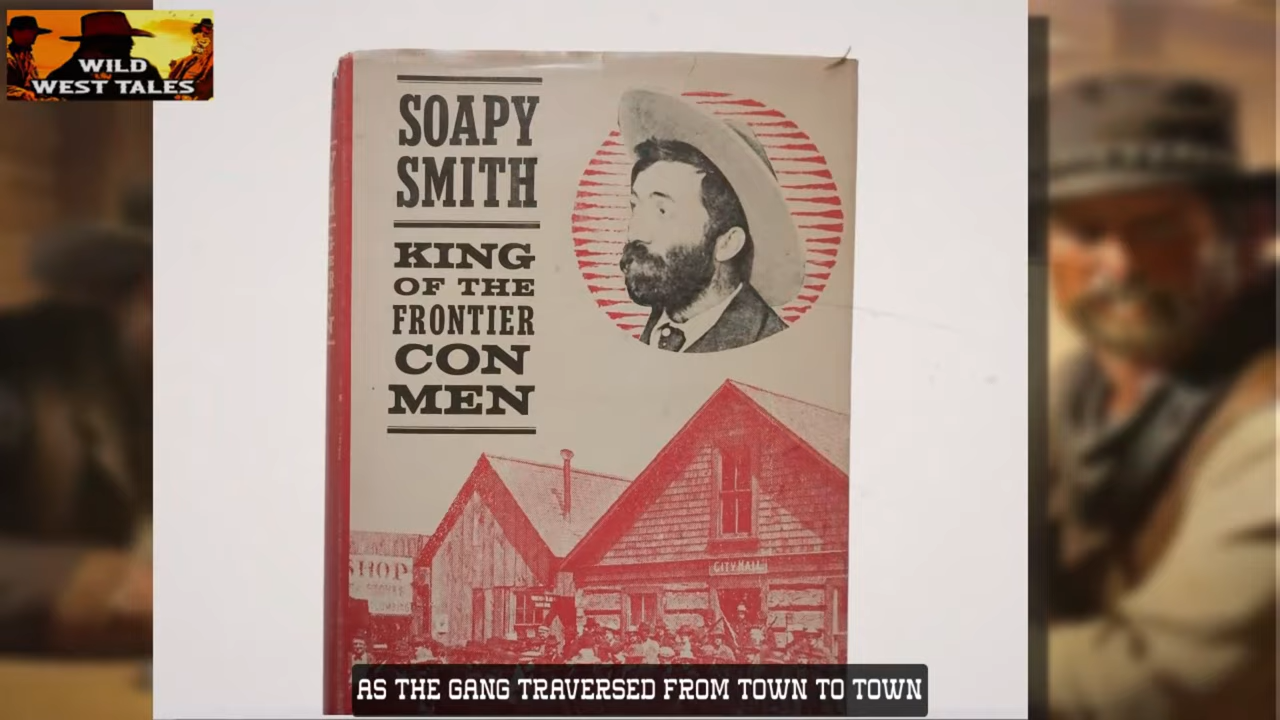 WILD
WEST TALES
SOAPY
SMITH
KING
OF THE
FRONTIER
CON
MEN
SHOP
CITY HALL
AS THE GANG TRAVERSED FROM TOWN TO TOWN